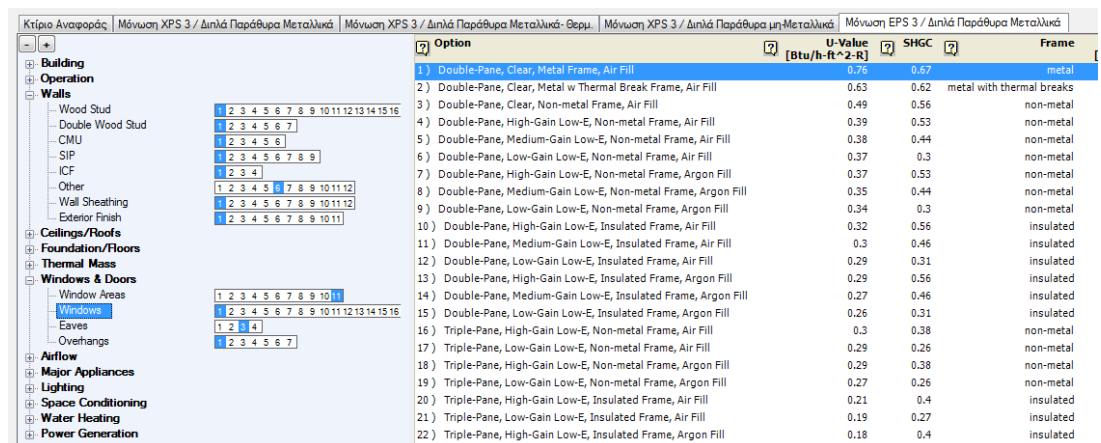 Κτίριο Αναφοράς Μόνωση XPS 3 / Διπλά Παράθυρα Μεταλλικά Μόνωση XPS 3 / Διπλά Παράθυρα Μεταλλικά- Θερμ. Μόνωση XPS 3 / Διπλά Παράθυρα μη-Μεταλλικά Μόνωση EPS 3 / Διπλά Παράθυρα Μεταλλικά
- +
Building
Operation
Walls
Wood Stud 1 2 3 4 5 6 7 8 9 10 11 12 13 14 15 16
Double Wood Stud 1 2 3 4 5 6 7
CMU 1 2 3 4 5 6
SIP 1 2 3 4 5 6 7 8 9
ICF 1 2 3 4
Other 1 2 3 4 5 6 7 8 9 10 11 12
Wall Sheathing 1 2 3 4 5 6 7 8 9 10 11 12
Exterior Finish 1 2 3 4 5 6 7 8 9 10 11
Ceilings/Roofs
Foundation/Floors
Thermal Mass
Windows & Doors
Window Areas 1 2 3 4 5 6 7 8 9 10 11
Windows 1 2 3 4 5 6 7 8 9 10 11 12 13 14 15 16
Eaves 1 2 3 4
Overhangs 1 2 3 4 5 6 7
Airflow
Major Appliances
Lighting
Space Conditioning
Water Heating
Power Generation
? Option ? U-Value ? SHGC ? Frame
[Btu/h-ft^2-R] [
1 ) Double-Pane, Clear, Metal Frame, Air Fill 0.76 0.67 metal
2 ) Double-Pane, Clear, Metal w Thermal Break Frame, Air Fill 0.63 0.62 metal with thermal breaks
3 ) Double-Pane, Clear, Non-metal Frame, Air Fill 0.49 0.56 non-metal
4 ) Double-Pane, High-Gain Low-E, Non-metal Frame, Air Fill 0.39 0.53 non-metal
5 ) Double-Pane, Medium-Gain Low-E, Non-metal Frame, Air Fill 0.38 0.44 non-metal
6 ) Double-Pane, Low-Gain Low-E, Non-metal Frame, Air Fill 0.37 0.3 non-metal
7 ) Double-Pane, High-Gain Low-E, Non-metal Frame, Argon Fill 0.37 0.53 non-metal
8 ) Double-Pane, Medium-Gain Low-E, Non-metal Frame, Argon Fill 0.35 0.44 non-metal
9 ) Double-Pane, Low-Gain Low-E, Non-metal Frame, Argon Fill 0.34 0.3 non-metal
10 ) Double-Pane, High-Gain Low-E, Insulated Frame, Air Fill 0.32 0.56 insulated
11 ) Double-Pane, Medium-Gain Low-E, Insulated Frame, Air Fill 0.3 0.46 insulated
12 ) Double-Pane, Low-Gain Low-E, Insulated Frame, Air Fill 0.29 0.31 insulated
13 ) Double-Pane, High-Gain Low-E, Insulated Frame, Argon Fill 0.29 0.56 insulated
14 ) Double-Pane, Medium-Gain Low-E, Insulated Frame, Argon Fill 0.27 0.46 insulated
15 ) Double-Pane, Low-Gain Low-E, Insulated Frame, Argon Fill 0.26 0.31 insulated
16 ) Triple-Pane, High-Gain Low-E, Non-metal Frame, Air Fill 0.3 0.38 non-metal
17 ) Triple-Pane, Low-Gain Low-E, Non-metal Frame, Air Fill 0.29 0.26 non-metal
18 ) Triple-Pane, High-Gain Low-E, Non-metal Frame, Argon Fill 0.29 0.38 non-metal
19 ) Triple-Pane, Low-Gain Low-E, Non-metal Frame, Argon Fill 0.27 0.26 non-metal
20 ) Triple-Pane, High-Gain Low-E, Insulated Frame, Air Fill 0.21 0.4 insulated
21 ) Triple-Pane, Low-Gain Low-E, Insulated Frame, Air Fill 0.19 0.27 insulated
22 ) Triple-Pane, High-Gain Low-E, Insulated Frame, Argon Fill 0.18 0.4 insulated